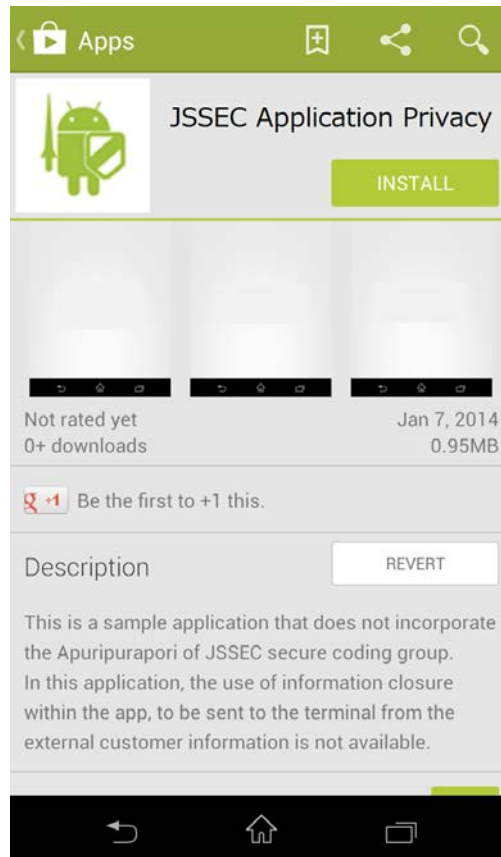 Apps
JSSEC Application Privacy
INSTALL
Not rated yet
Jan 7, 2014
0+ downloads
0.95MB
g +1 Be the first to +1 this.
Description
REVERT
This is a sample application that does not incorporate
the Apuripurapori of JSSEC secure coding group.
In this application, the use of information closure
within the app, to be sent to the terminal from the
external customer information is not available.